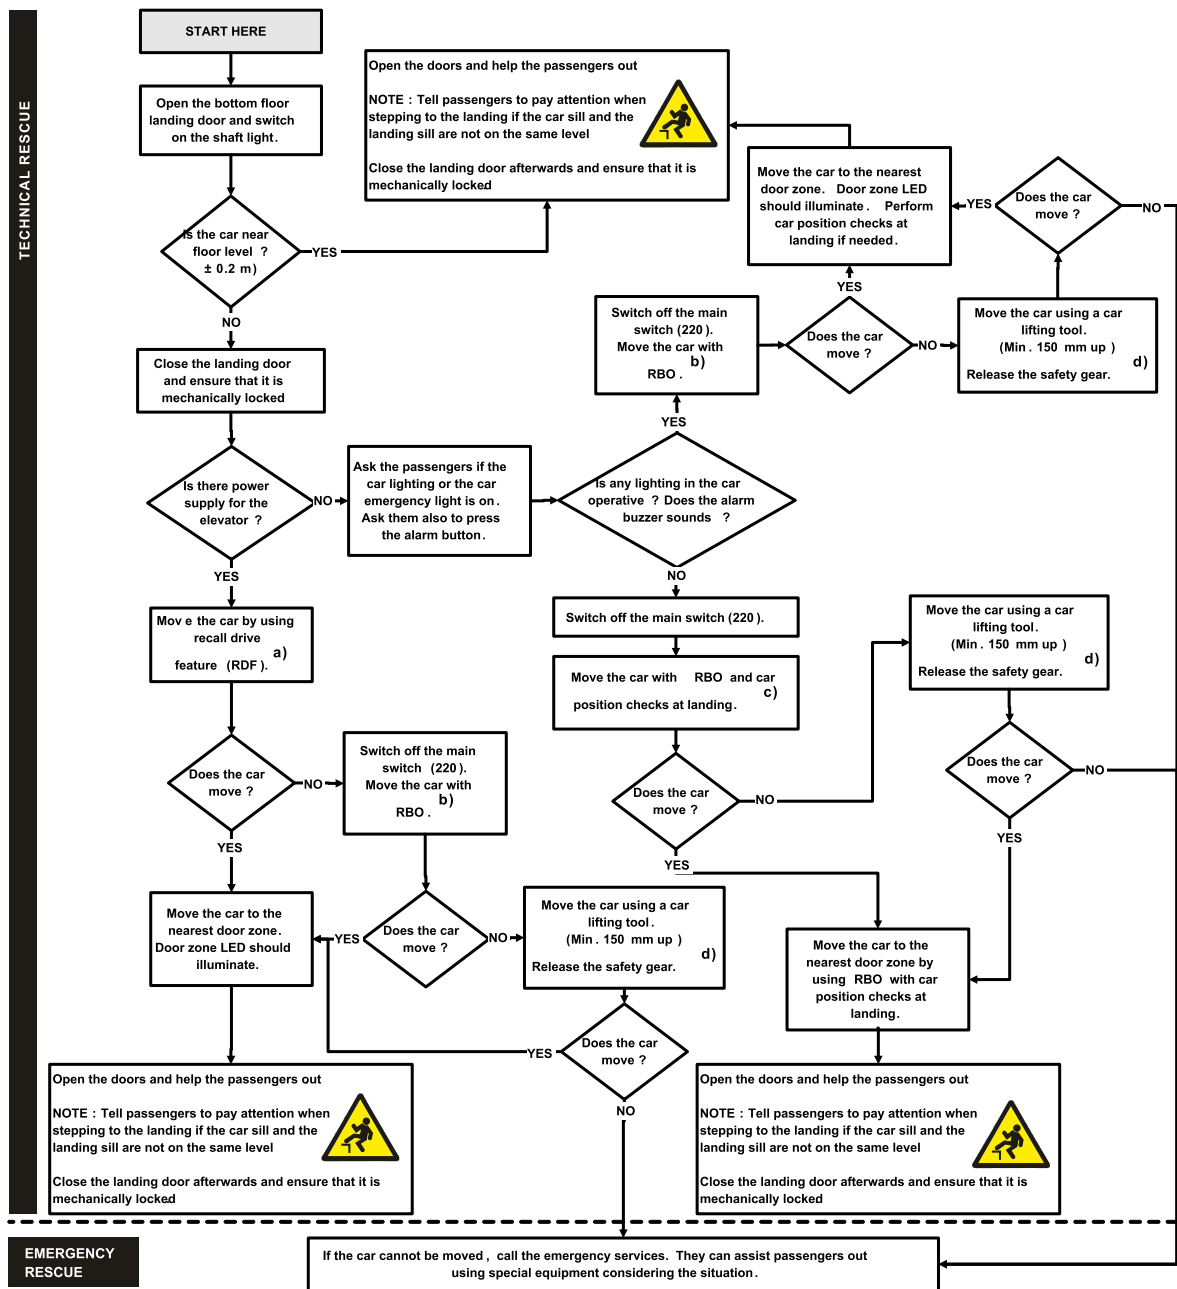 TECHNICAL RESCUE
START HERE
Open the bottom floor
landing door and switch
on the shaft light.
Is the car near
floor level ?
± 0.2 m)
YES
NO
Open the doors and help the passengers out
NOTE : Tell passengers to pay attention when
stepping to the landing if the car sill and the
landing sill are not on the same level
Close the landing door afterwards and ensure that it is
mechanically locked.
Close the landing door
and ensure that it is
mechanically locked
Is there power
supply for the
elevator ?
NO
YES
Ask the passengers if the
car lighting or the car
emergency light is on.
Ask them also to press
the alarm button.
Is any lighting in the car
operative ? Does the alarm
buzzer sounds ?
YES
NO
Switch off the main
switch (220).
Move the car with
b)
RBO .
Does the car
move ?
YES
NO
Move the car to the nearest
door zone. Door zone LED
should illuminate . Perform
car position checks at
landing if needed.
Move the car using a car
lifting tool.
(Min . 150 mm up )
d)
Release the safety gear.
Does the car
move ?
YES
NO
Move the car by using
recall drive
a)
feature (RDF).
Does the car
move ?
NO
YES
Switch off the main
switch (220).
Move the car with
b)
RBO .
Does the car
move ?
YES
NO
Move the car to the
nearest door zone.
Door zone LED should
illuminate.
Move the car using a car
lifting tool.
(Min . 150 mm up )
d)
Release the safety gear.
Does the car
move ?
YES
NO
Open the doors and help the passengers out
NOTE : Tell passengers to pay attention when
stepping to the landing if the car sill and the
landing sill are not on the same level
Close the landing door afterwards and ensure that it is
mechanically locked.
Switch off the main switch (220).
Move the car with RBO and car
c)
position checks at landing.
Does the car
move ?
NO
YES
Move the car using a car
lifting tool.
(Min . 150 mm up )
d)
Release the safety gear.
Does the car
move ?
NO
YES
Move the car to the
nearest door zone by
using RBO with car
position checks at
landing.
Open the doors and help the passengers out
NOTE : Tell passengers to pay attention when
stepping to the landing if the car sill and the
landing sill are not on the same level
Close the landing door afterwards and ensure that it is
mechanically locked
EMERGENCY
RESCUE
If the car cannot be moved , call the emergency services. They can assist passengers out
using special equipment considering the situation.